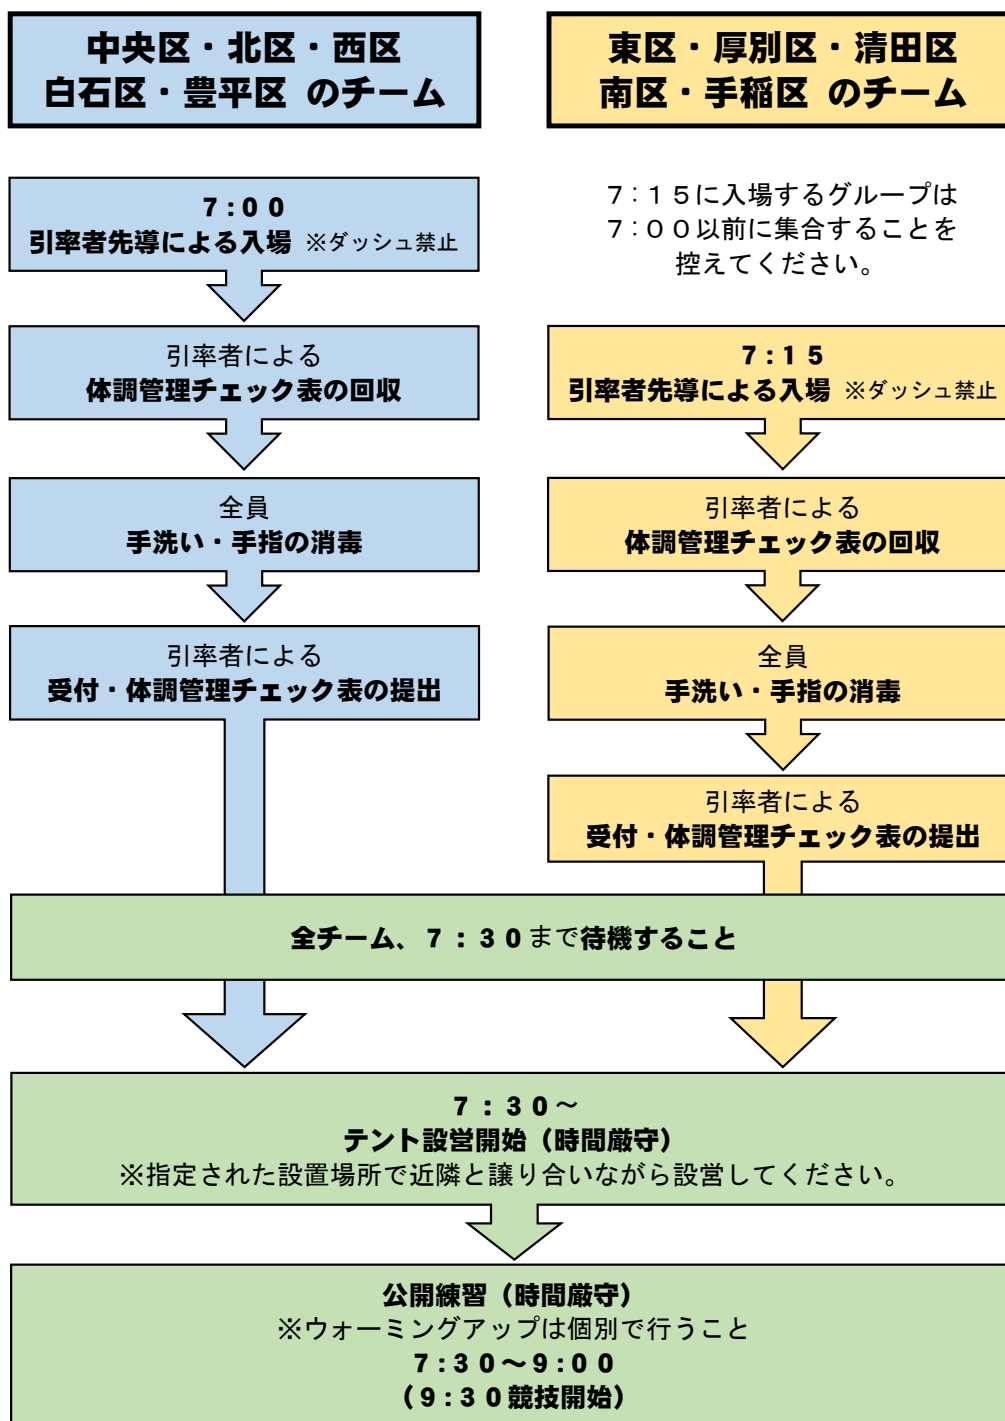 中央区・北区・西区
白石区・豊平区 のチーム
東区・厚別区・清田区
南区・手稲区 のチーム
7:00
引率者先導による入場 ※ダッシュ禁止
７：１５に入場するグループは
７：００以前に集合することを
控えてください。
引率者による
体調管理チェック表の回収
7:15
引率者先導による入場 ※ダッシュ禁止
全員
手洗い・手指の消毒
引率者による
体調管理チェック表の回収
引率者による
受付・体調管理チェック表の提出
全員
手洗い・手指の消毒
引率者による
受付・体調管理チェック表の提出
全チーム、７：３０まで待機すること
７：３０～
テント設営開始（時間厳守）
※指定された設置場所で近隣と譲り合いながら設営してください。
公開練習（時間厳守）
※ウォーミングアップは個別で行うこと
7:30～9:00
（9:30競技開始）